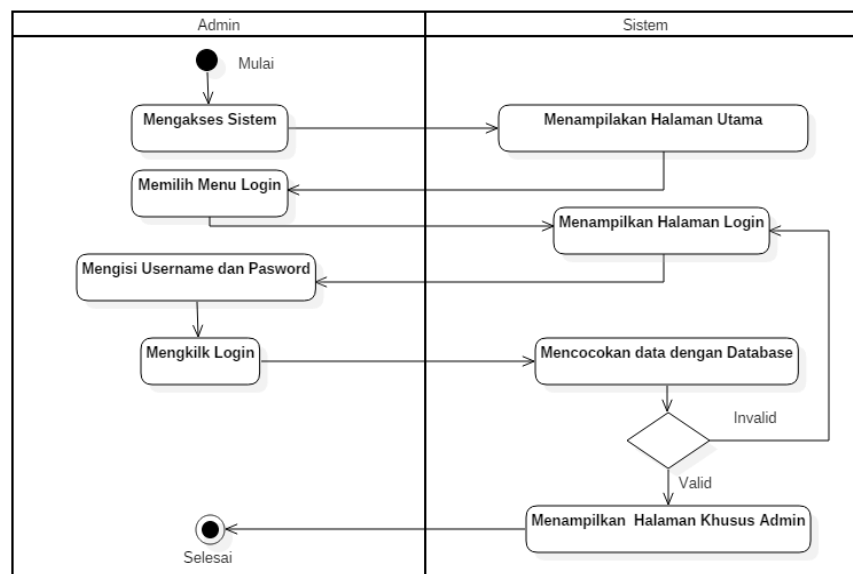 Admin
Sistem
Mulai
Mengakses Sistem
Menampilakan Halaman Utama
Memilih Menu Login
Menampilkan Halaman Login
Mengisi Username dan Pasword
Mengkilk Login
Mencocokan data dengan Database
Invalid
Valid
Menampilkan Halaman Khusus Admin
Selesai